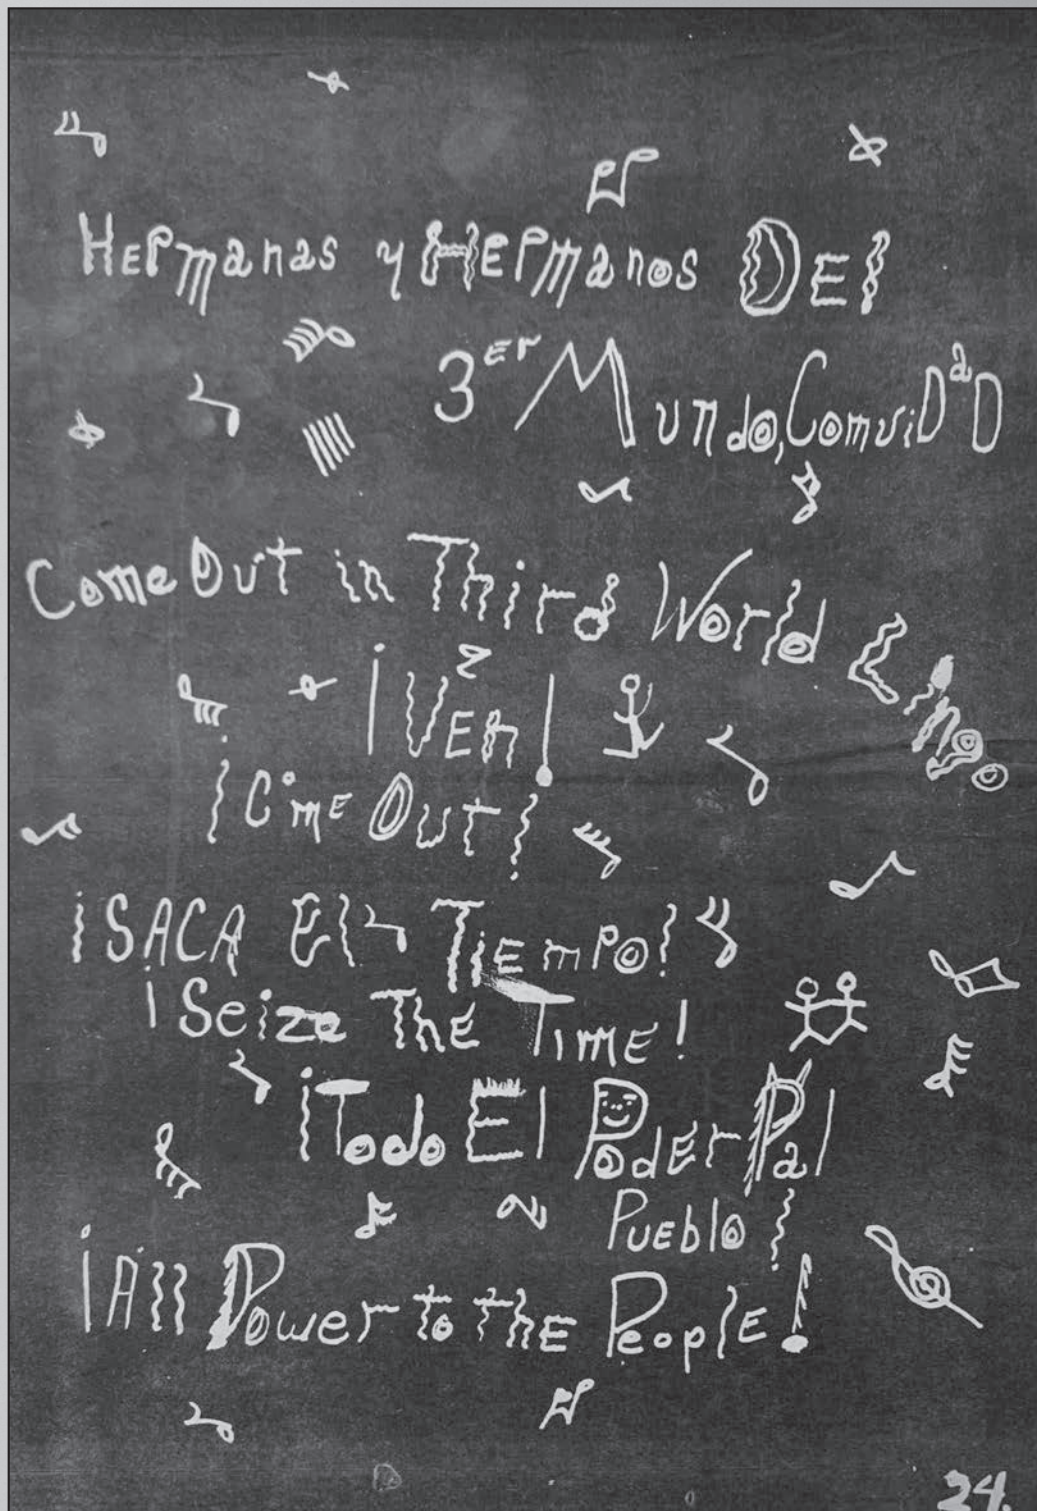 Hermanas y Hermanos Del
3er Mundo, ComuniDaD
Come Out in Third World Lingo.
¡VEn!
¡Come Out!
¡SACA El Tiempo!
¡Seize The Time!
¡Todo El Poder Pal
Pueblo!
¡All Power to the People!
24